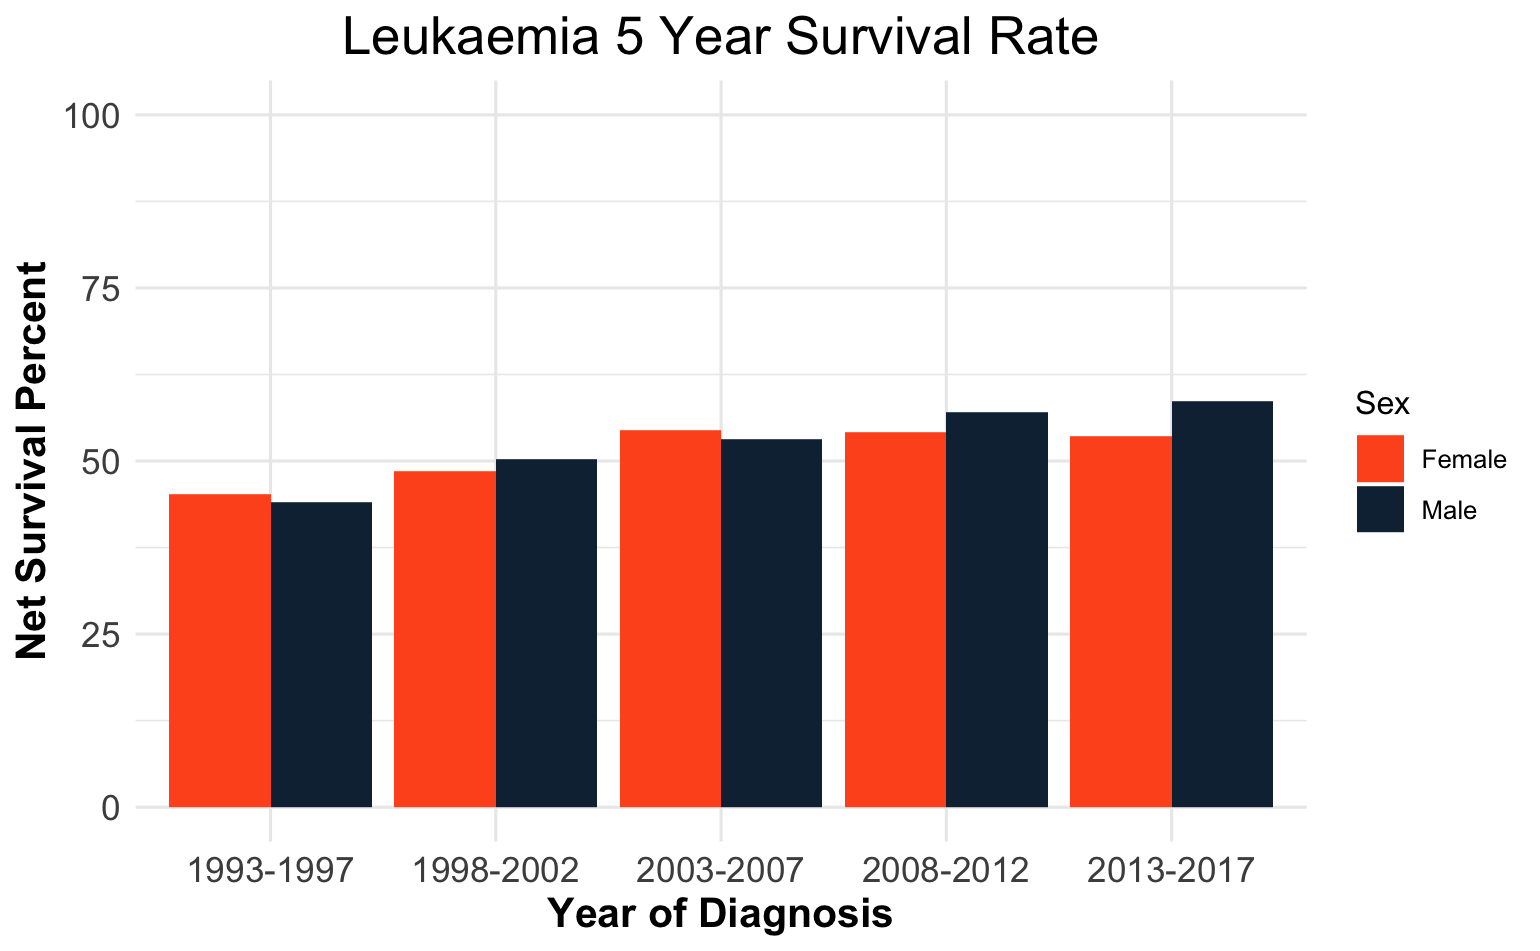 Leukaemia 5 Year Survival Rate
Net Survival Percent
100
75
50
25
0
1993-1997 1998-2002 2003-2007 2008-2012 2013-2017
Year of Diagnosis
Sex
Female
Male